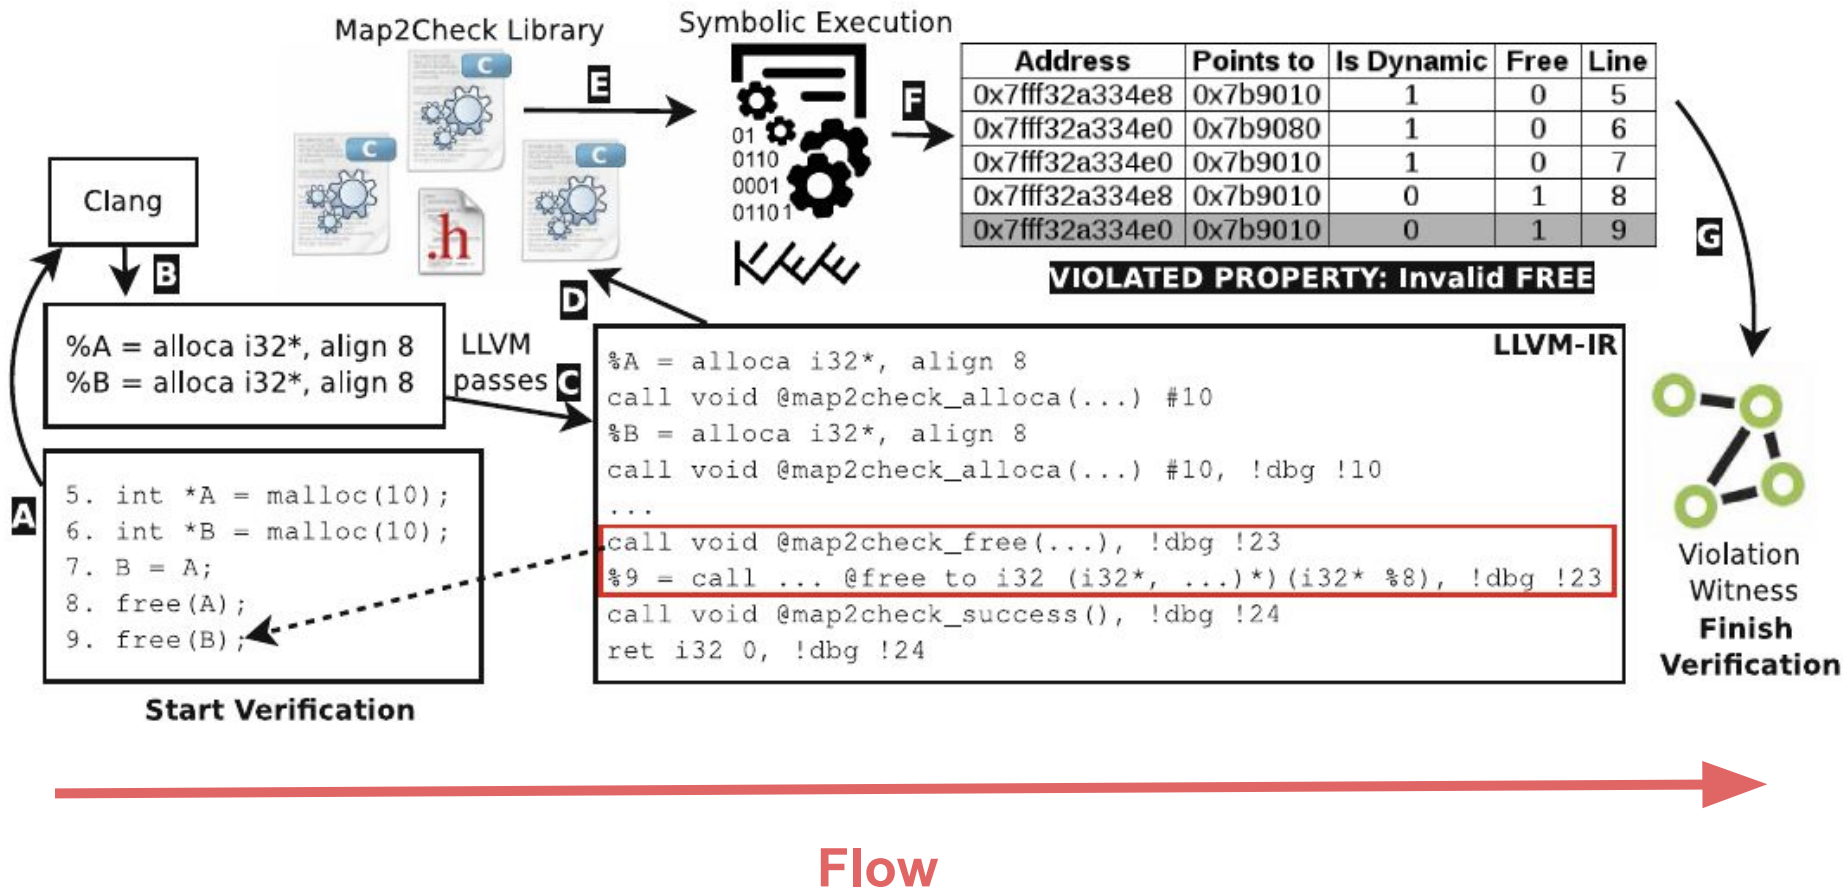 Map2Check Library
Symbolic Execution
C
C
C
.h
E
01
0110
0001
01101
KLEE
F
Address Points to Is Dynamic Free Line
0x7fff32a334e8 0x7b9010 1 0 5
0x7fff32a334e0 0x7b9080 1 0 6
0x7fff32a334e0 0x7b9010 1 0 7
0x7fff32a334e8 0x7b9010 0 1 8
0x7fff32a334e0 0x7b9010 0 1 9
VIOLATED PROPERTY: Invalid FREE
G
Clang
B
%A = alloca i32*, align 8
%B = alloca i32*, align 8
LLVM
passes
C
D
A
5. int *A = malloc(10);
6. int *B = malloc(10);
7. B = A;
8. free(A);
9. free(B);
Start Verification
LLVM-IR
%A = alloca i32*, align 8
call void @map2check_alloca(...) #10
%B = alloca i32*, align 8
call void @map2check_alloca(...) #10, !dbg !10
...
call void @map2check_free(...), !dbg !23
%9 = call ... @free to i32 (i32*, ...)*)(i32* %8), !dbg !23
call void @map2check_success(), !dbg !24
ret i32 0, !dbg !24
Violation
Witness
Finish
Verification
Flow